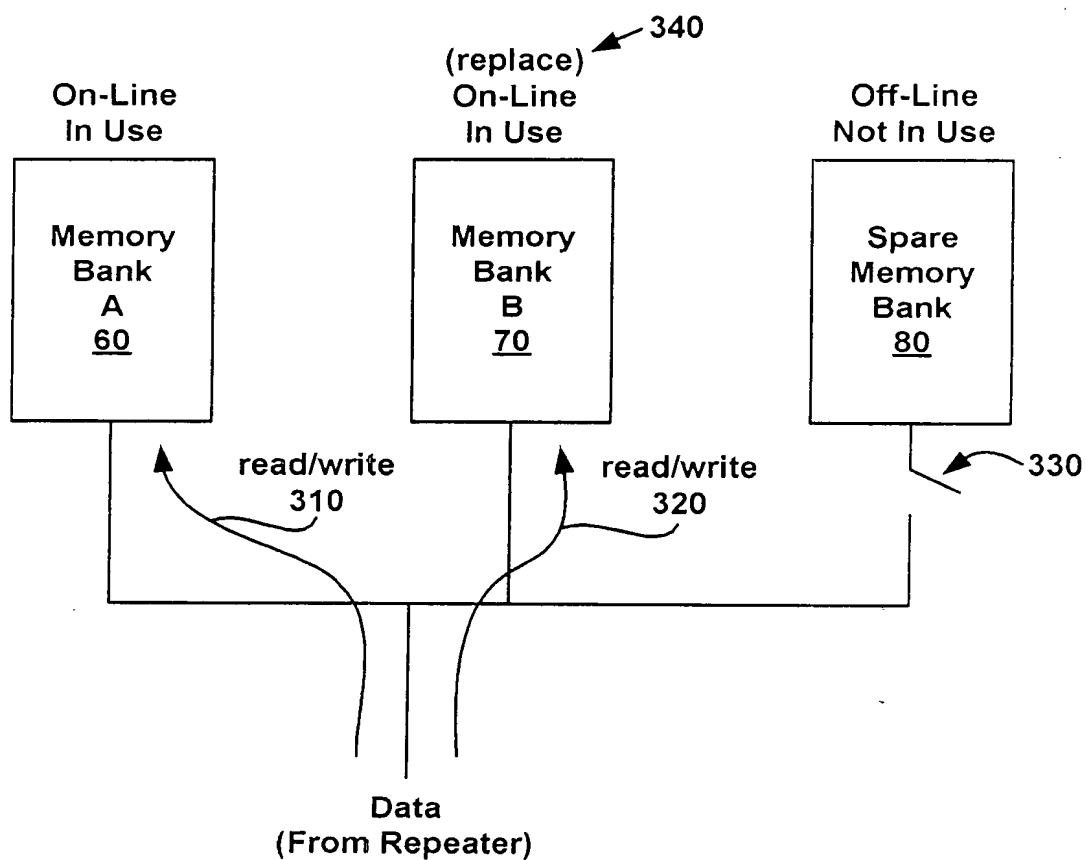 340
(replace)
On-Line
In Use
On-Line
In Use
Off-Line
Not In Use
Memory
Bank
A
60
Memory
Bank
B
70
Spare
Memory
Bank
80
read/write
310
read/write
320
330
Data
(From Repeater)